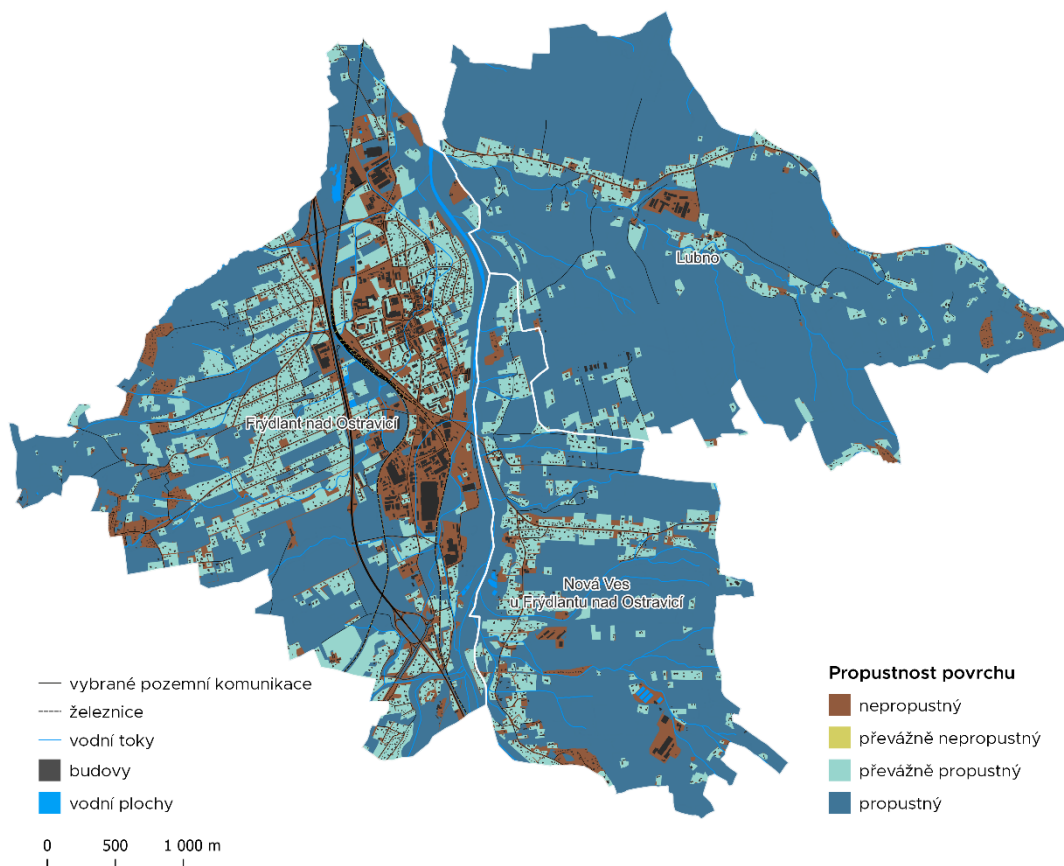 Lubno
Frýdlant nad Ostravicí
Nová Ves
u Frýdlantu nad Ostravicí
vybrané pozemní komunikace
železnice
vodní toky
budovy
vodní plochy
0 500 1 000 m
Propustnost povrchu
nepropustný
převážně nepropustný
převážně propustný
propustný